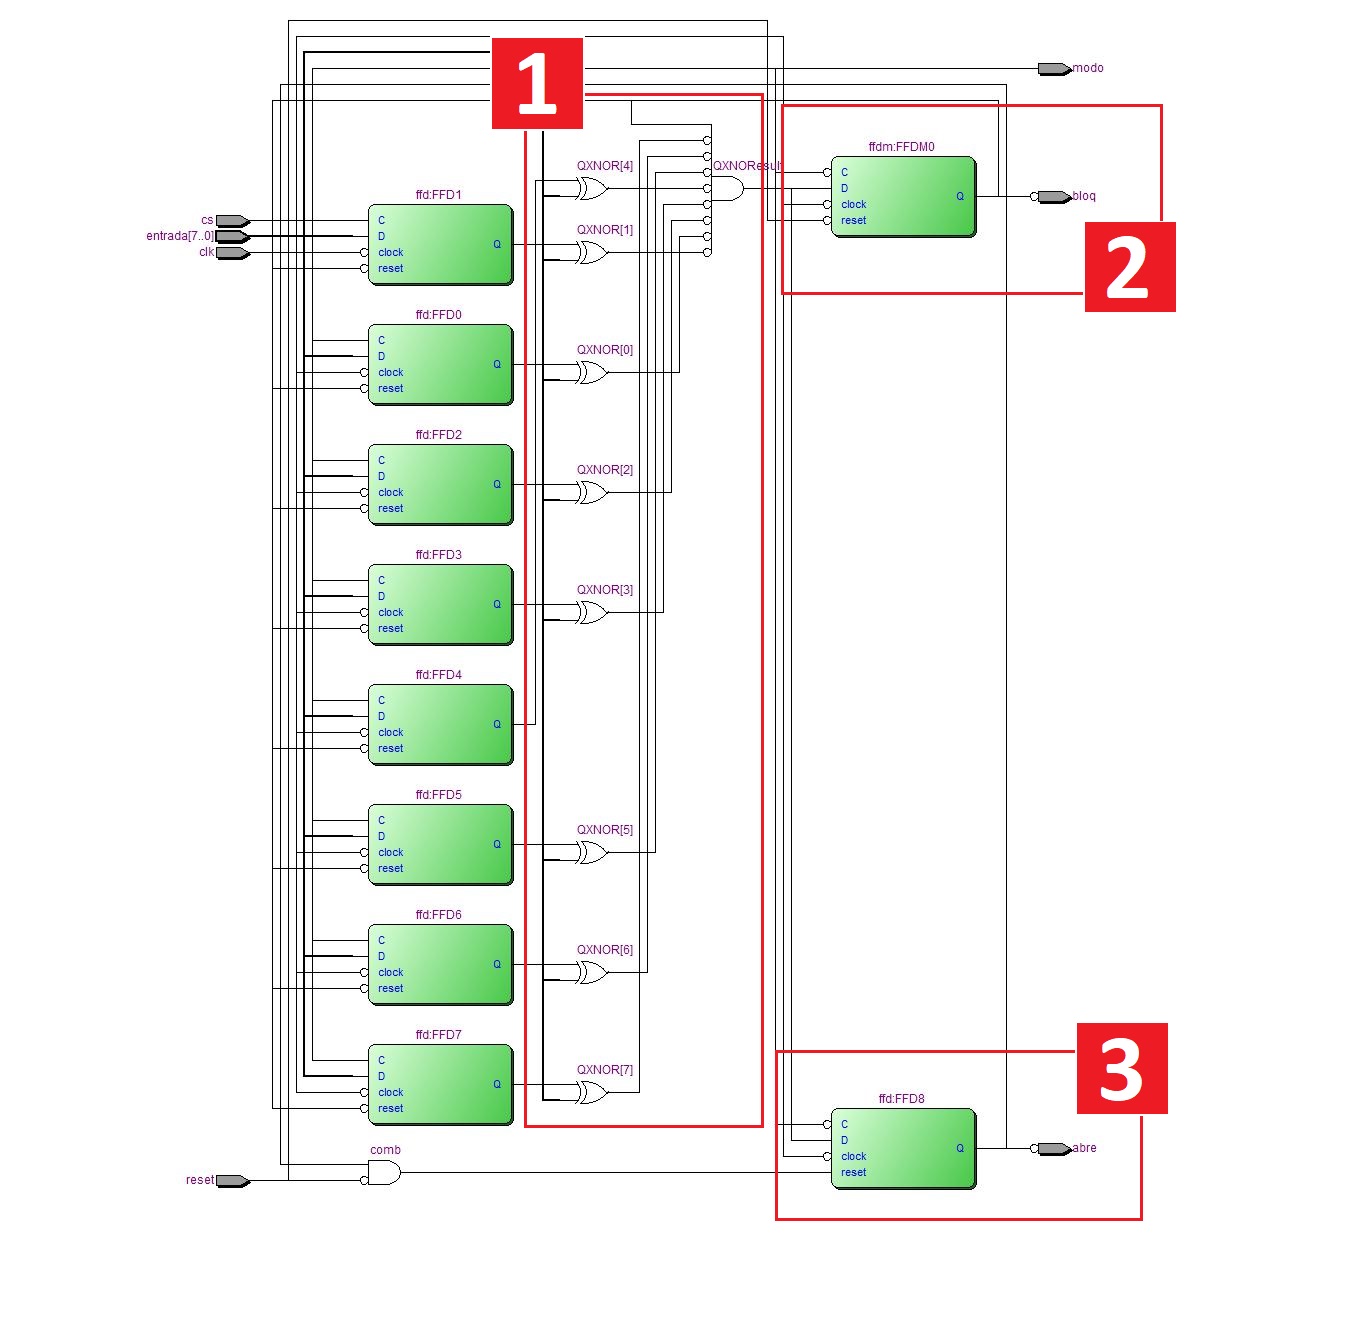 1
modo
QXNOR[4]
QXNOResult
ffdm:FFDM0
C
D
clock
reset
Q
bloq
2
cs
entrada[7..0]
clk
ffd:FFD1
C
D
clock
reset
Q
QXNOR[1]
ffd:FFD0
C
D
clock
reset
Q
QXNOR[0]
ffd:FFD2
C
D
clock
reset
Q
QXNOR[2]
ffd:FFD3
C
D
clock
reset
Q
QXNOR[3]
ffd:FFD4
C
D
clock
reset
Q
ffd:FFD5
C
D
clock
reset
Q
QXNOR[5]
ffd:FFD6
C
D
clock
reset
Q
QXNOR[6]
ffd:FFD7
C
D
clock
reset
Q
QXNOR[7]
3
ffd:FFD8
C
D
clock
reset
Q
abre
comb
reset